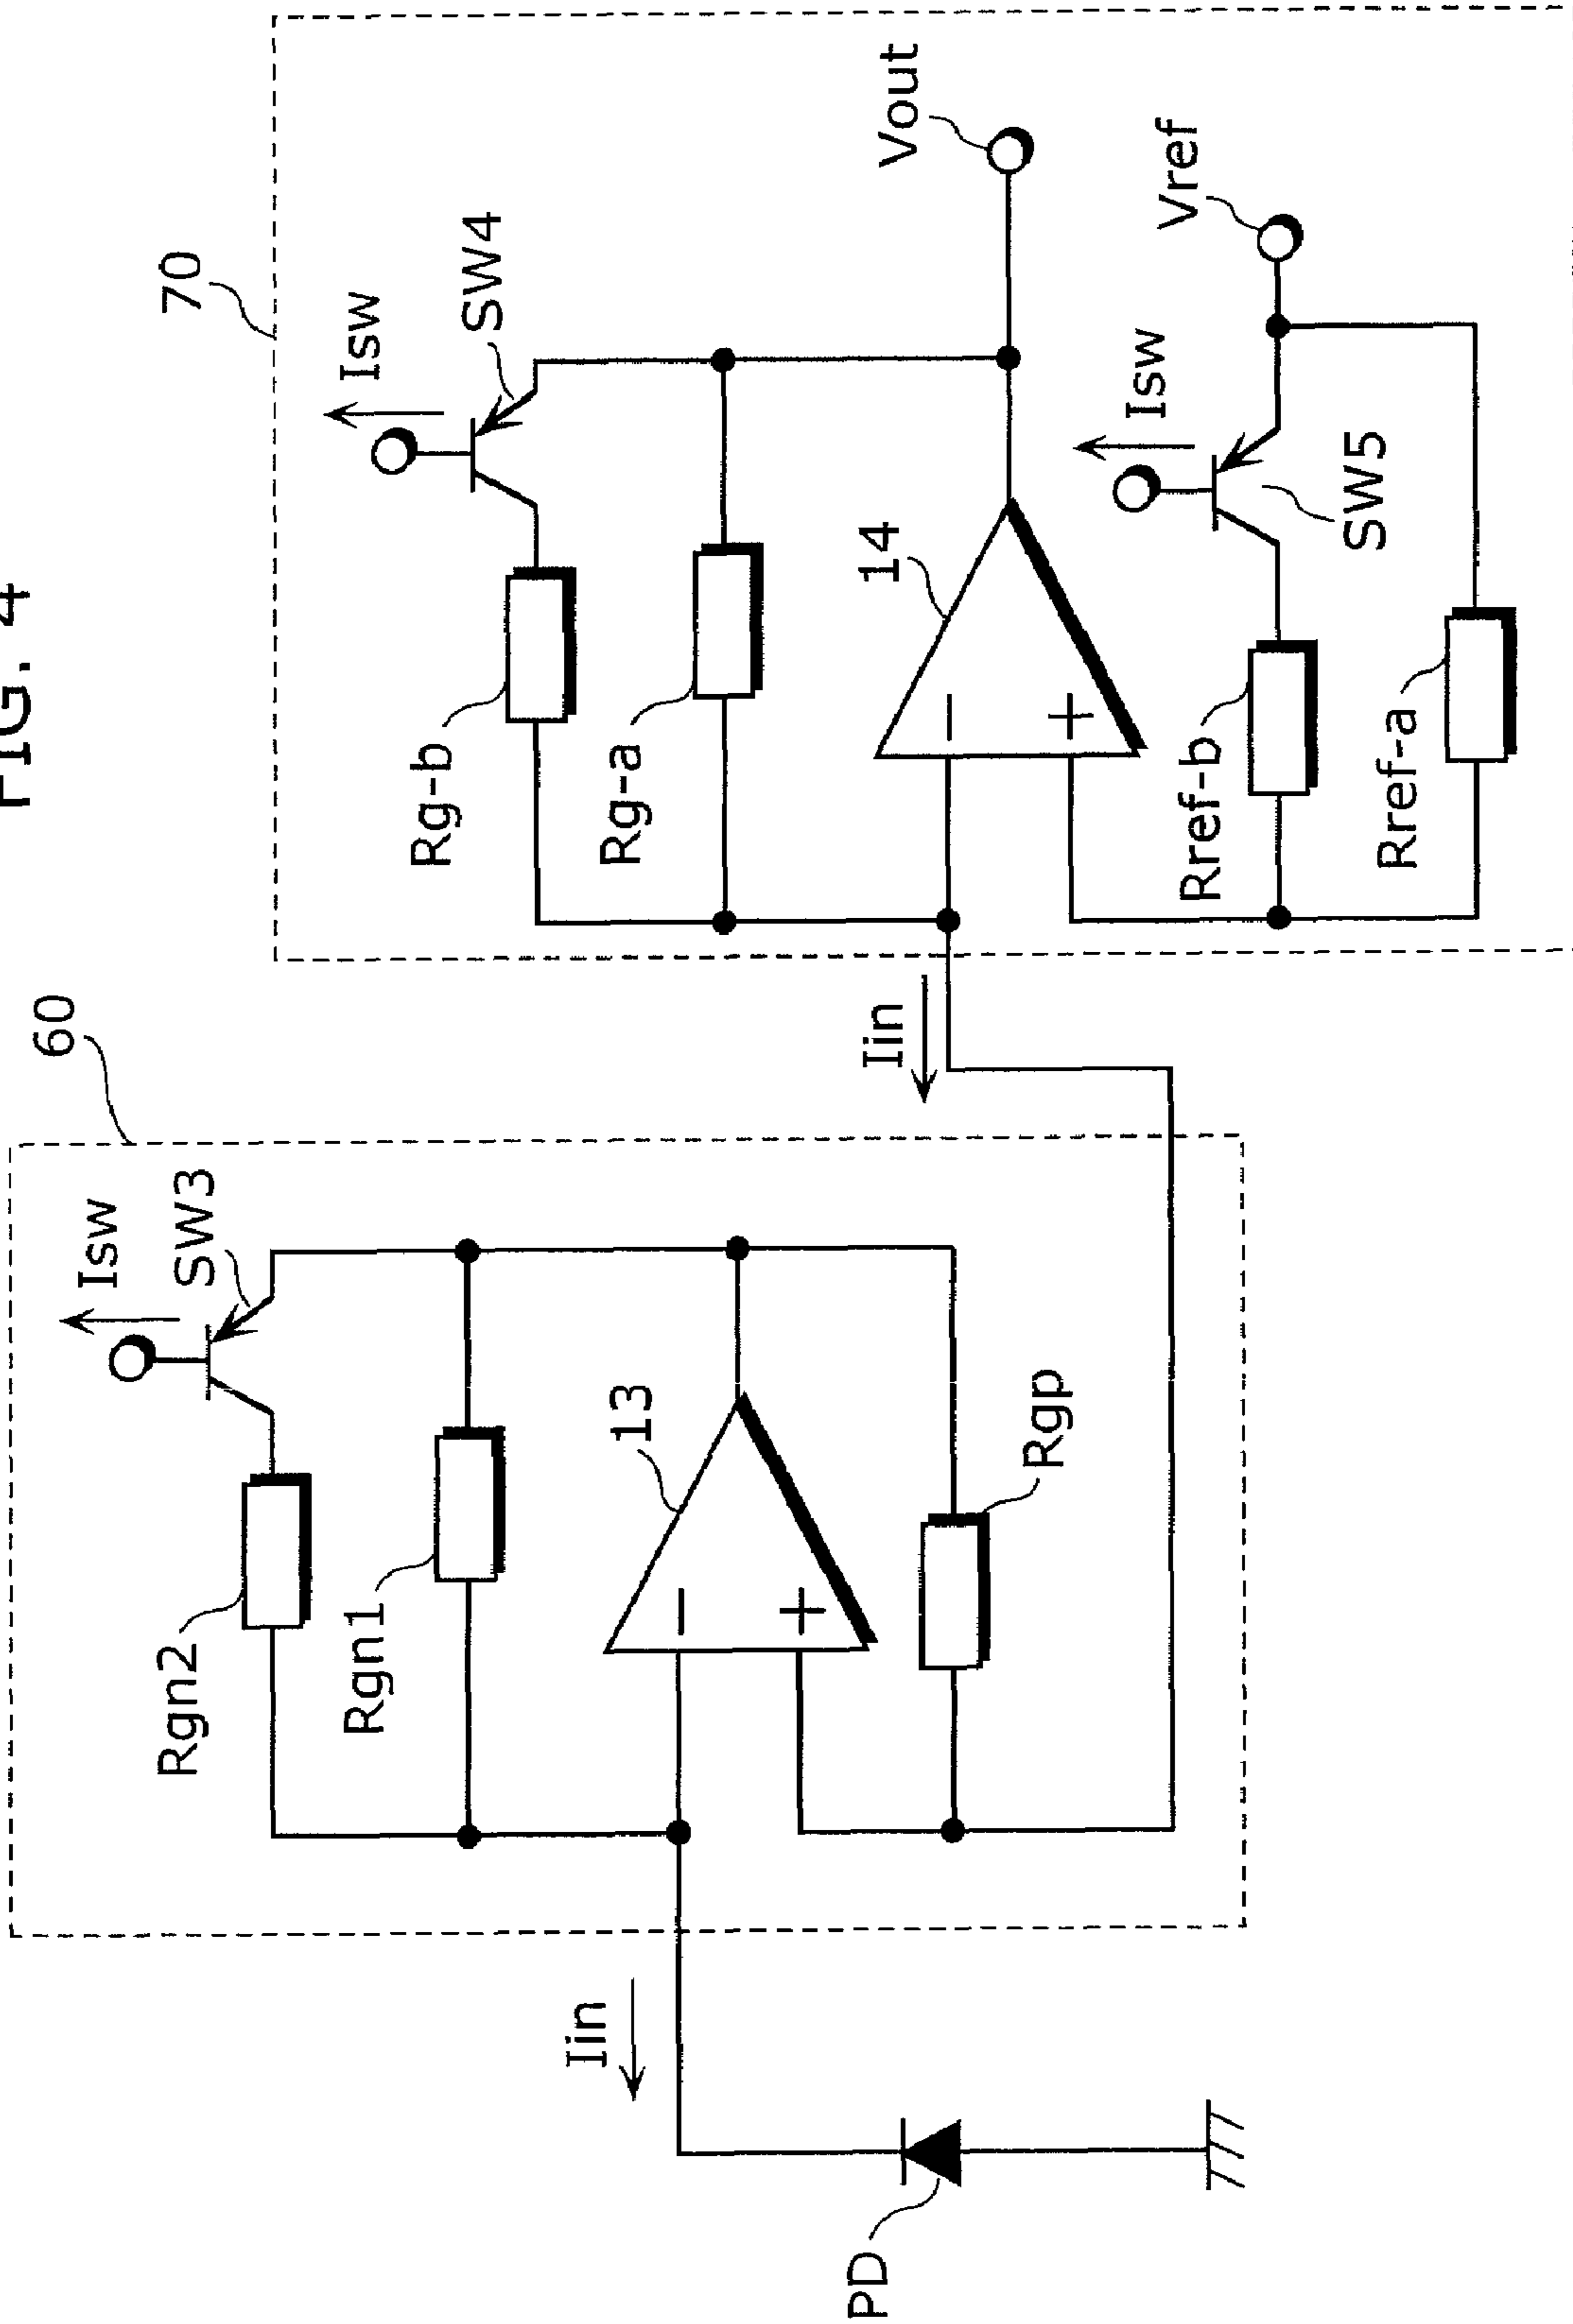 FIG. 4
60
70
Isw
SW3
Rgn2
Rgn1
13
−
+
Rgp
Iin
PD
Iin
Isw
SW4
Rg-b
Rg-a
14
−
+
Vout
Isw
SW5
Vref
Rref-b
Rref-a